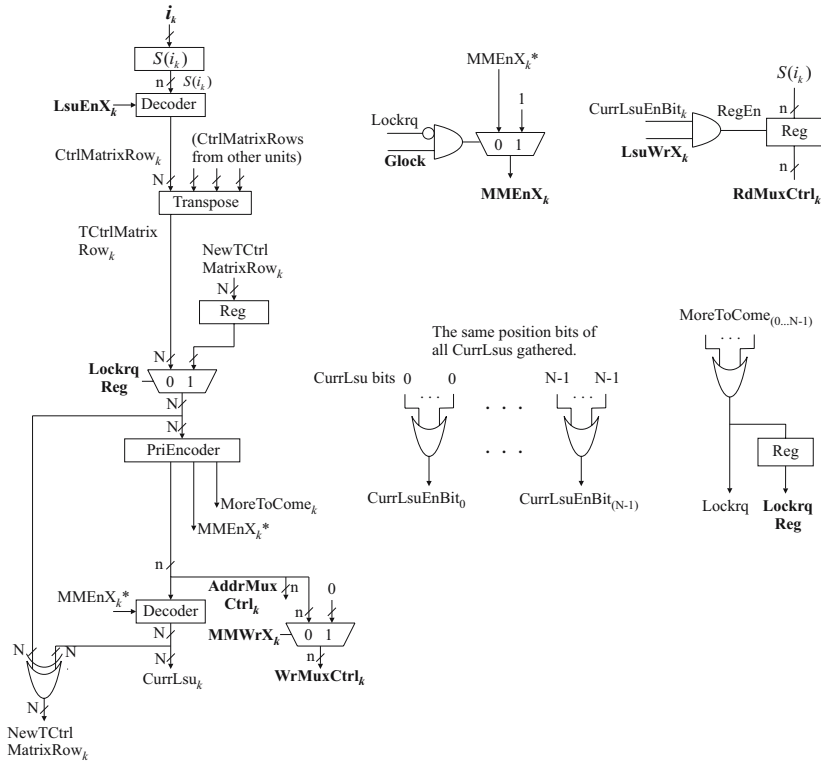 i_k
S(i_k)
n S(i_k)
LsuEnX_k
Decoder
CtrlMatrixRow_k
(CtrlMatrixRows
from other units)
N
Transpose
TCtrlMatrix
Row_k
NewTCtrl
MatrixRow_k
N
Reg
N
Lockrq
Reg
0 1
N
N
PriEncoder
MoreToCome_k
MMEnX_k*
n
MMEnX_k*
Decoder
AddrMux
Ctrl_k
n
0
n
N
MMWrX_k
0 1
N
N
N
n
CurrLsu_k
WrMuxCtrl_k
N
NewTCtrl
MatrixRow_k
MMEnX_k*
1
Lockrq
Glock
0 1
MMEnX_k
S(i_k)
n
CurrLsuEnBit_k
RegEn
LsuWrX_k
Reg
n
RdMuxCtrl_k
The same position bits of
all CurrLsus gathered.
CurrLsu bits 0 0 N-1 N-1
. . . . . .
. . .
. . .
CurrLsuEnBit_0
CurrLsuEnBit_(N-1)
MoreToCome_(0...N-1)
. . .
Reg
Lockrq
Lockrq
Reg